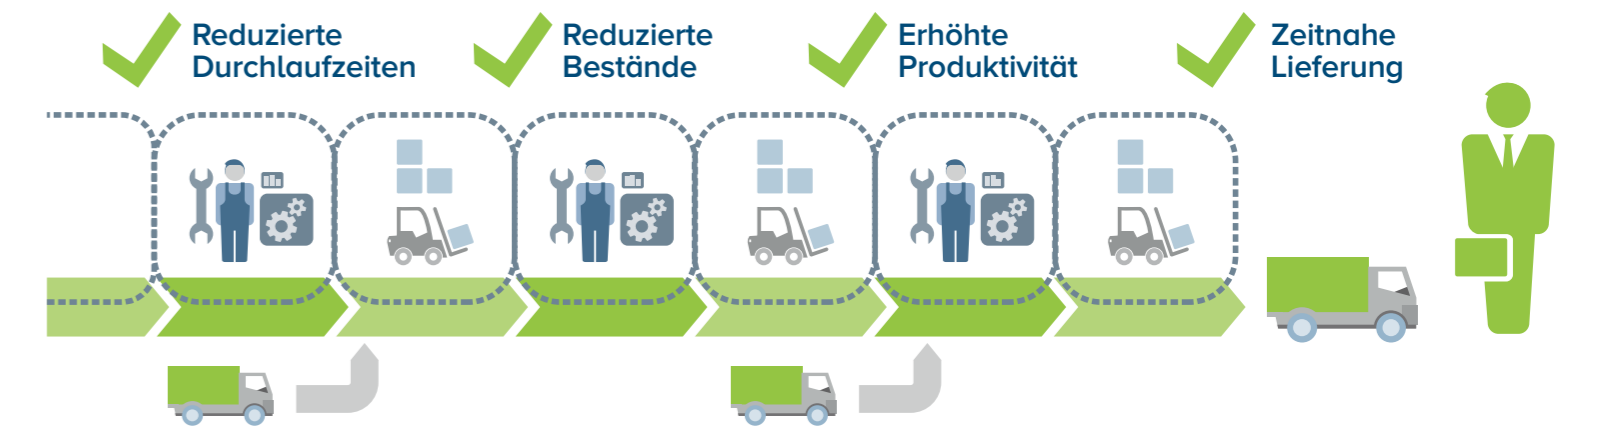 Reduzierte
Durchlaufzeiten
Reduzierte
Bestände
Erhöhte
Produktivität
Zeitnahe
Lieferung